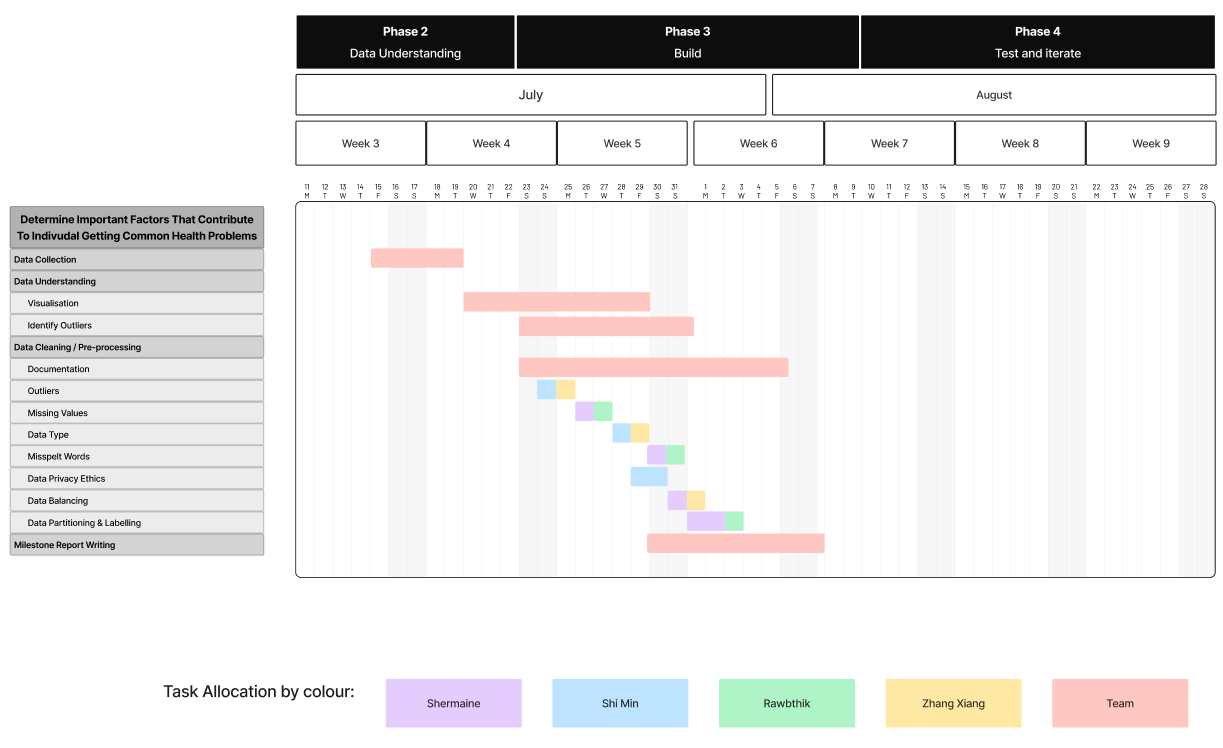 Phase 2
Data Understanding
Phase 3
Build
Phase 4
Test and iterate
July
August
Week 3
Week 4
Week 5
Week 6
Week 7
Week 8
Week 9
11 12 13 14 15 16 17 18 19 20 21 22 23 24 25 26 27 28 29 30 31 1 2 3 4 5 6 7 8 9 10 11 12 13 14 15 16 17 18 19 20 21 22 23 24 25 26 27 28
M T W T F S S M T W T F S S M T W T F S S M T W T F S S M T W T F S S M T W T F S S M T W T F S S
Determine Important Factors That Contribute
To Indivudal Getting Common Health Problems
Data Collection
Data Understanding
Visualisation
Identify Outliers
Data Cleaning / Pre-processing
Documentation
Outliers
Missing Values
Data Type
Misspelt Words
Data Privacy Ethics
Data Balancing
Data Partitioning & Labelling
Milestone Report Writing
Task Allocation by colour:
Shermaine
Shi Min
Rawbthik
Zhang Xiang
Team